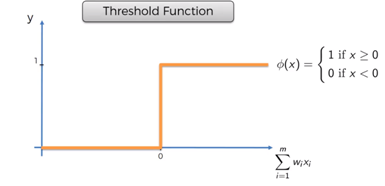 Threshold Function
y
1
ϕ(x) = { 1 if x ≥ 0
0 if x < 0
0
m
∑ wᵢxᵢ
i=1